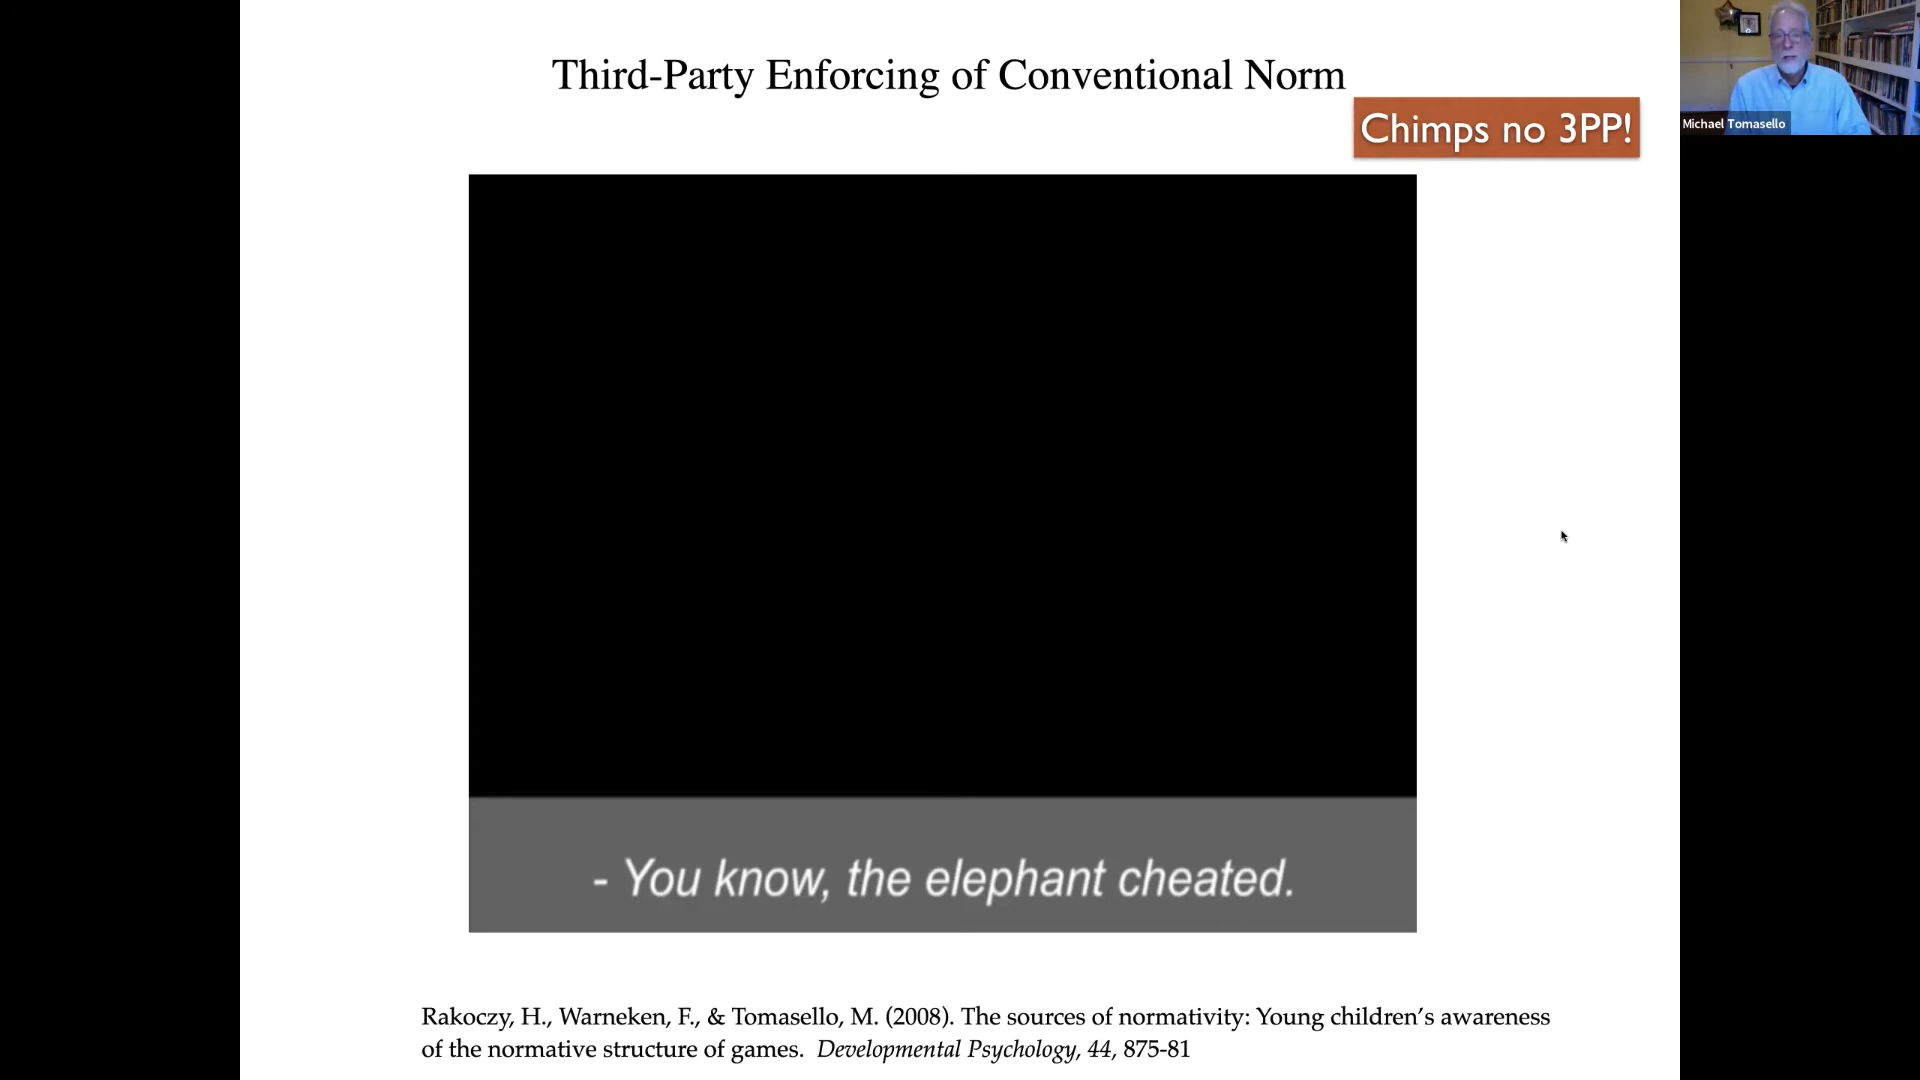 Third-Party Enforcing of Conventional Norm
Chimps no 3PP!
Michael Tomasello
- You know, the elephant cheated.
Rakoczy, H., Warneken, F., & Tomasello, M. (2008). The sources of normativity: Young children’s awareness
of the normative structure of games. Developmental Psychology, 44, 875-81